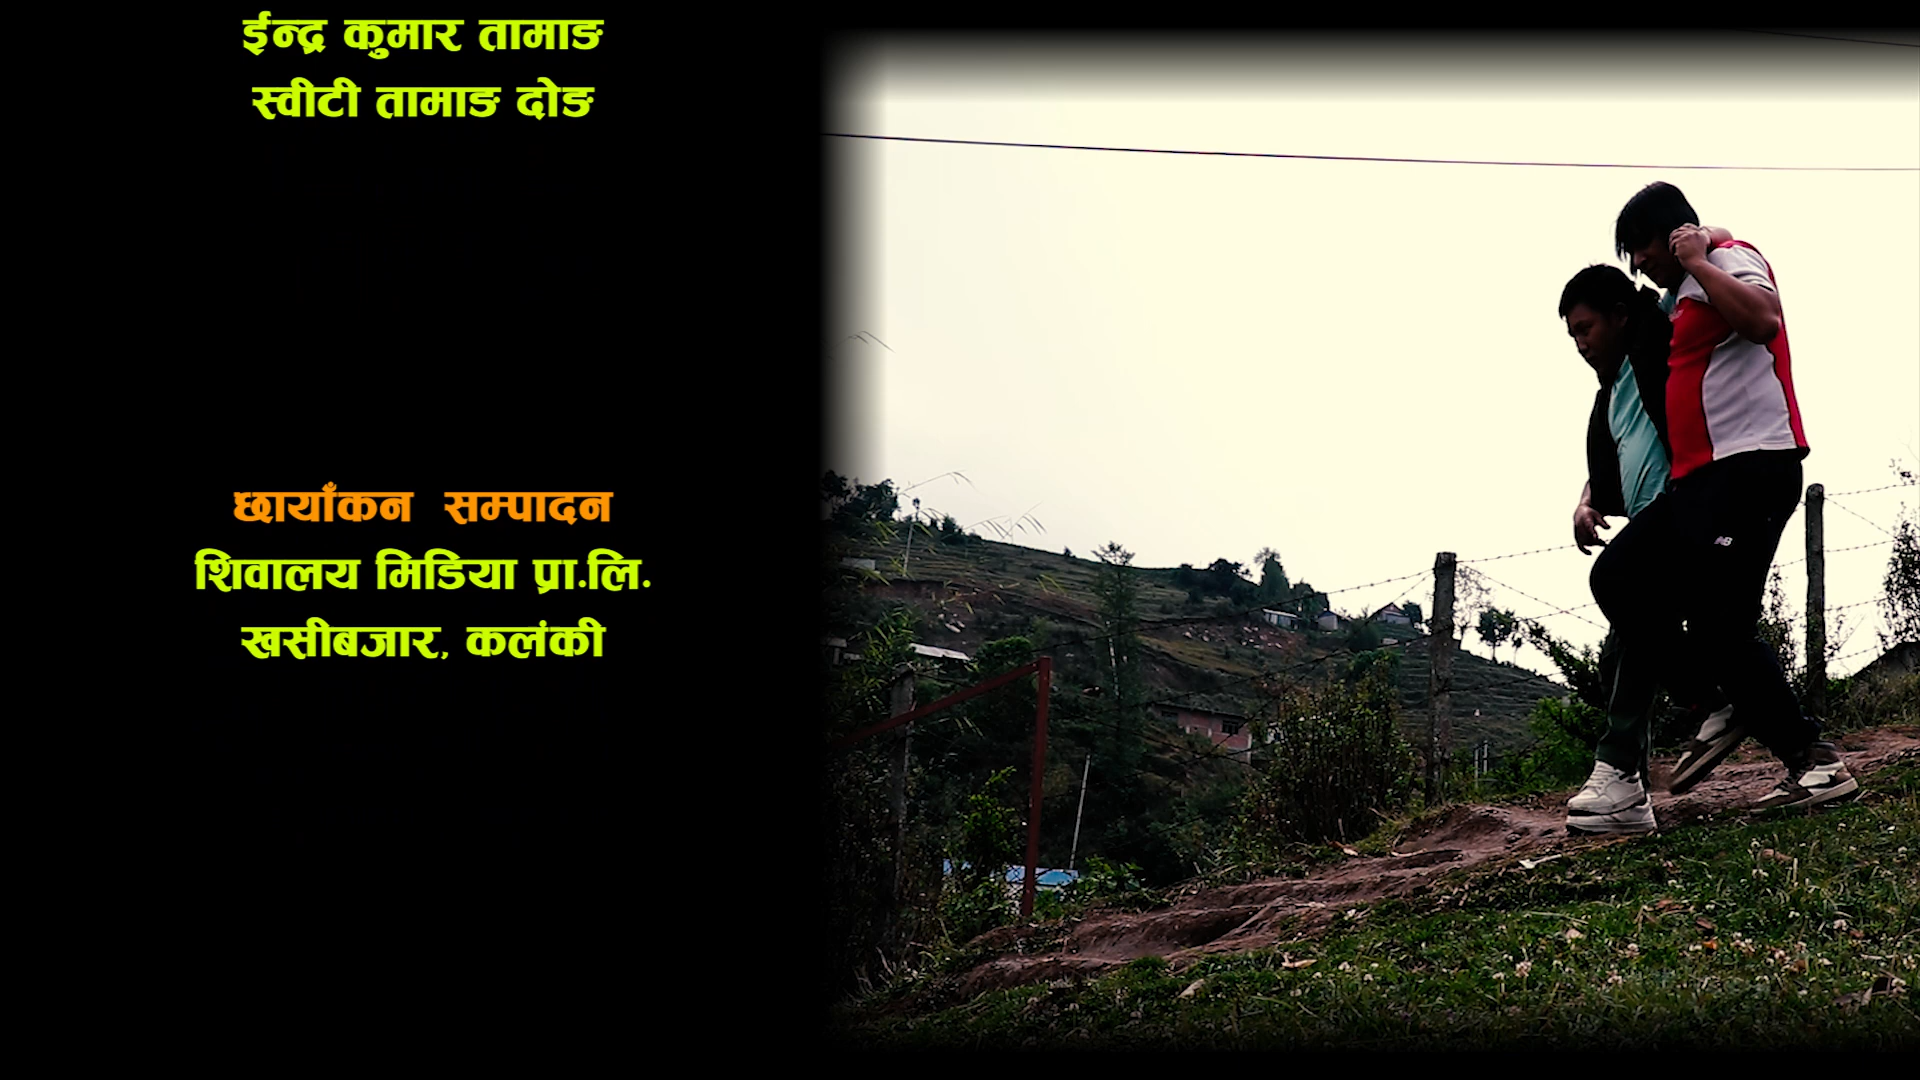 ईन्द्र कुमार तामाङ
स्वीटी तामाङ दोङ
छायाँकन सम्पादन
शिवालय मिडिया प्रा.लि.
खसीबजार, कलंकी